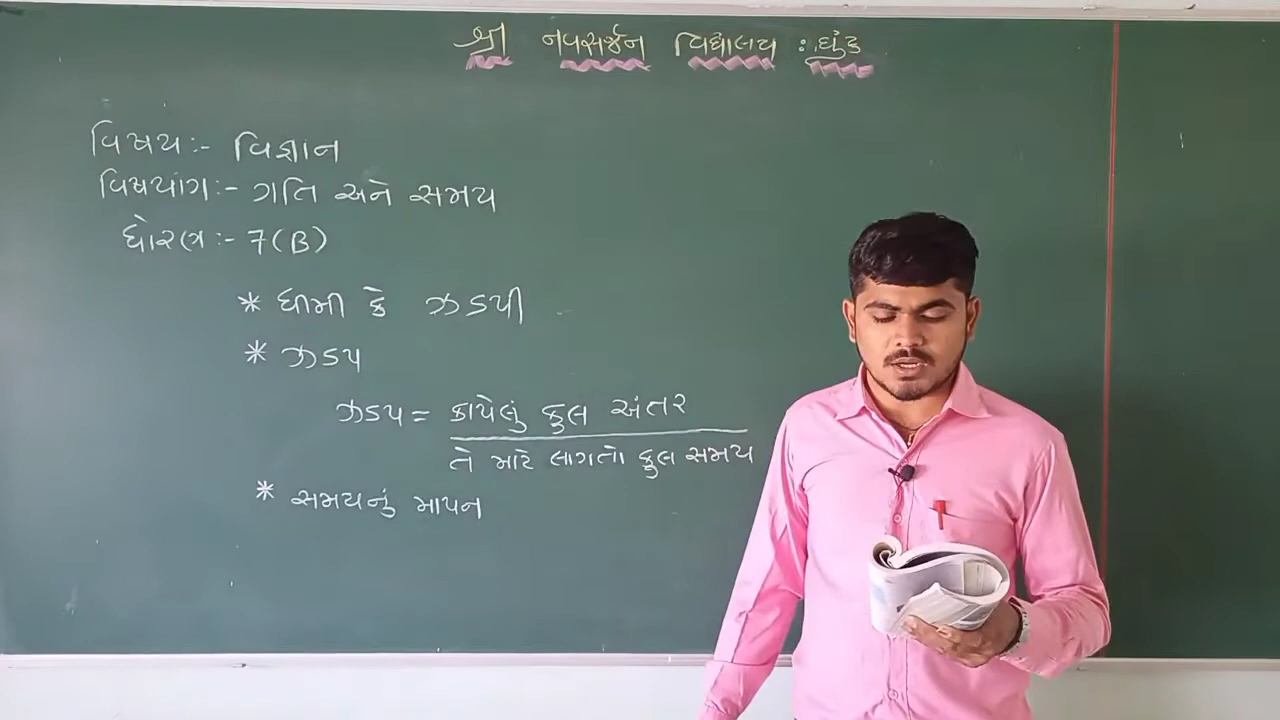 શ્રી નવસર્જન વિદ્યાલય : ઘુંટુ
વિષય :- વિજ્ઞાન
વિષયાંગ :- ગતિ અને સમય
ધોરણ :- 7 (B)
* ધીમી કે ઝડપી
* ઝડપ
ઝડપ = કાપેલું કુલ અંતર
તે માટે લાગતો કુલ સમય
* સમયનું માપન